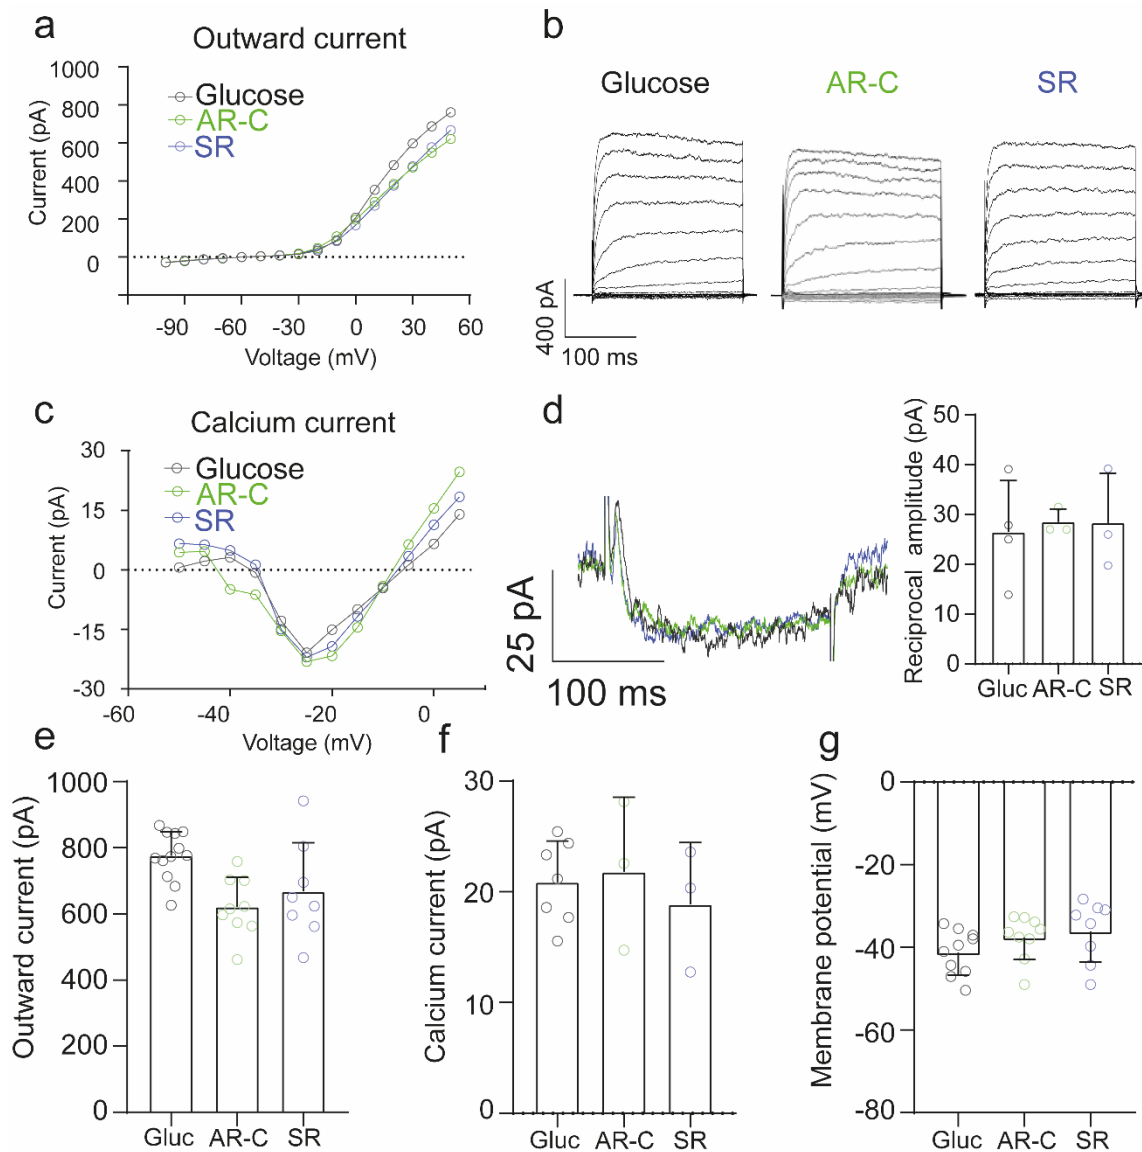 a
Outward current
1000
800
600
400
200
0
Current (pA)
Glucose
AR-C
SR
-90
-60
-30
0
30
60
Voltage (mV)
b
Glucose
AR-C
SR
400 pA
100 ms
c
Calcium current
30
15
0
-15
-30
Current (pA)
Glucose
AR-C
SR
-60
-40
-20
0
Voltage (mV)
d
25 pA
100 ms
50
40
30
20
10
0
Reciprocal amplitude (pA)
Gluc
AR-C
SR
e
1000
800
600
400
200
0
Outward current (pA)
Gluc
AR-C
SR
f
30
20
10
0
Calcium current (pA)
Gluc
AR-C
SR
g
0
-20
-40
-60
-80
Membrane potential (mV)
Gluc
AR-C
SR